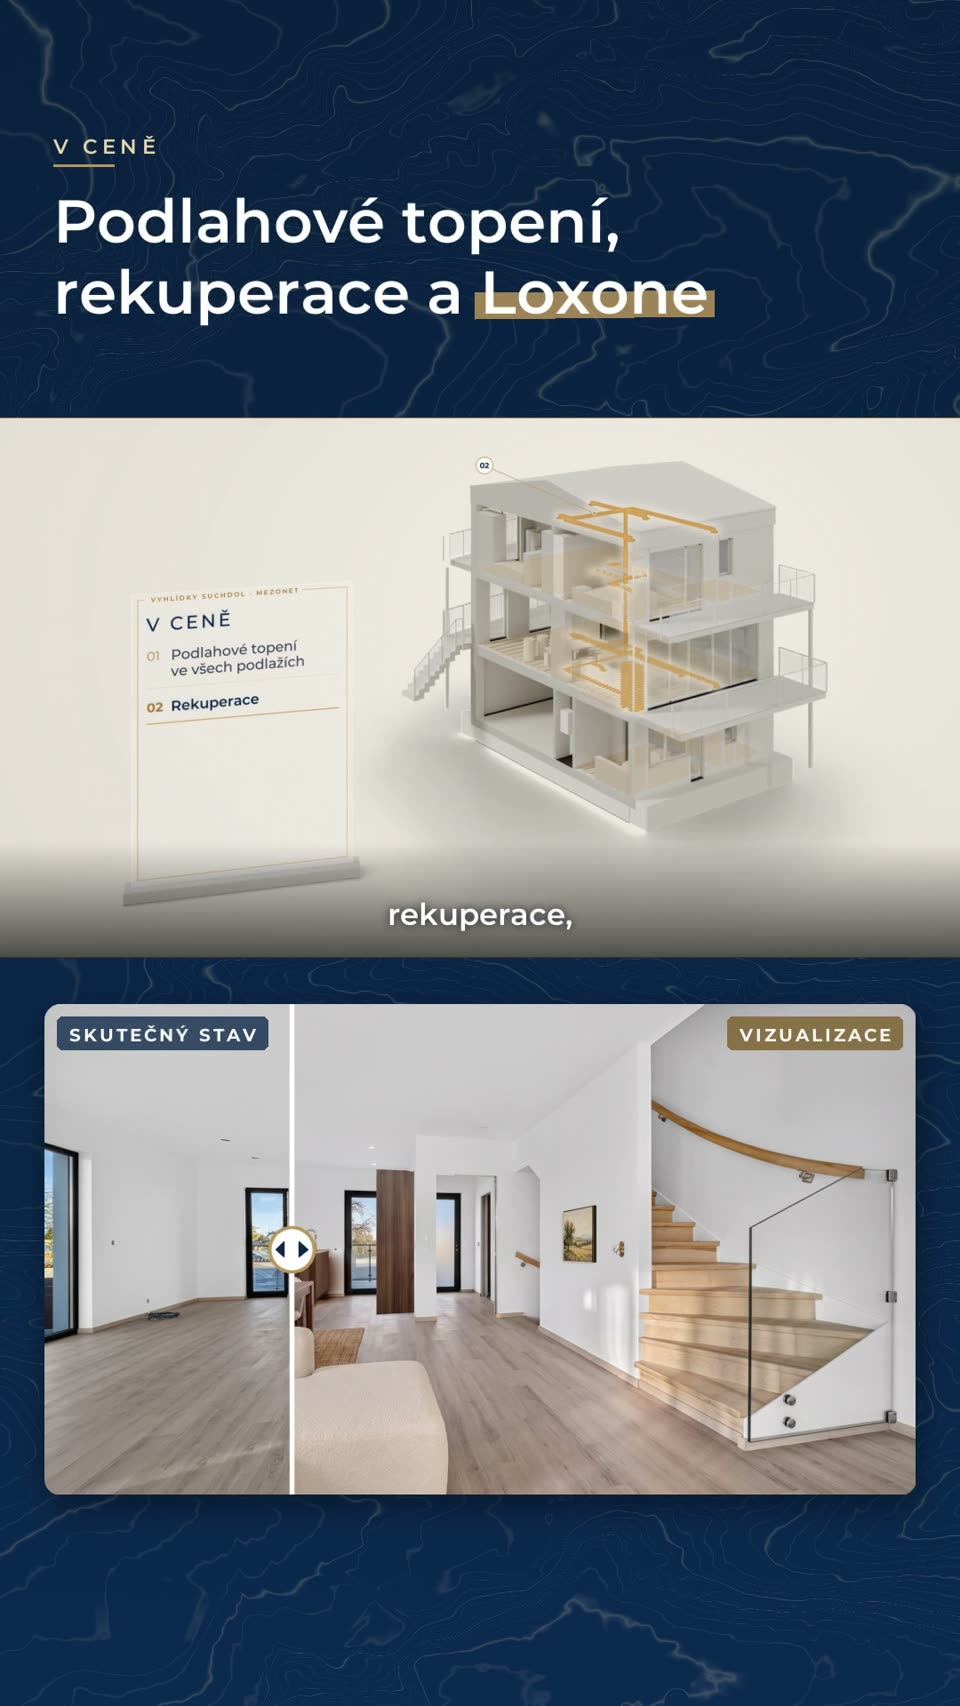 V CENĚ
Podlahové topení,
rekuperace a Loxone
02
VYHLÍDKY SUCHDOL · MEZONET
V CENĚ
01 Podlahové topení
ve všech podlažích
02 Rekuperace
rekuperace,
SKUTEČNÝ STAV
VIZUALIZACE